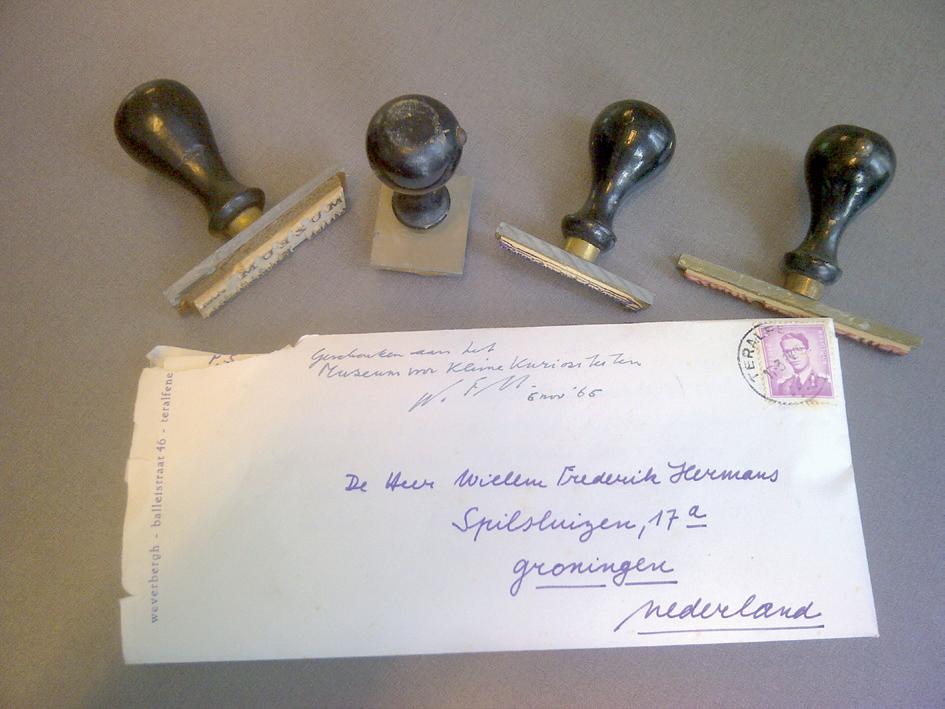 MUSEUM
Geschonken aan het
Museum voor Kleine Kuriositeiten
W. F. H. 6 nov '65
TERALFE
De Heer Willem Frederik Hermans
Spilsluizen, 17a
groningen
nederland
weverbergh - balleistraat 46 - teralfene